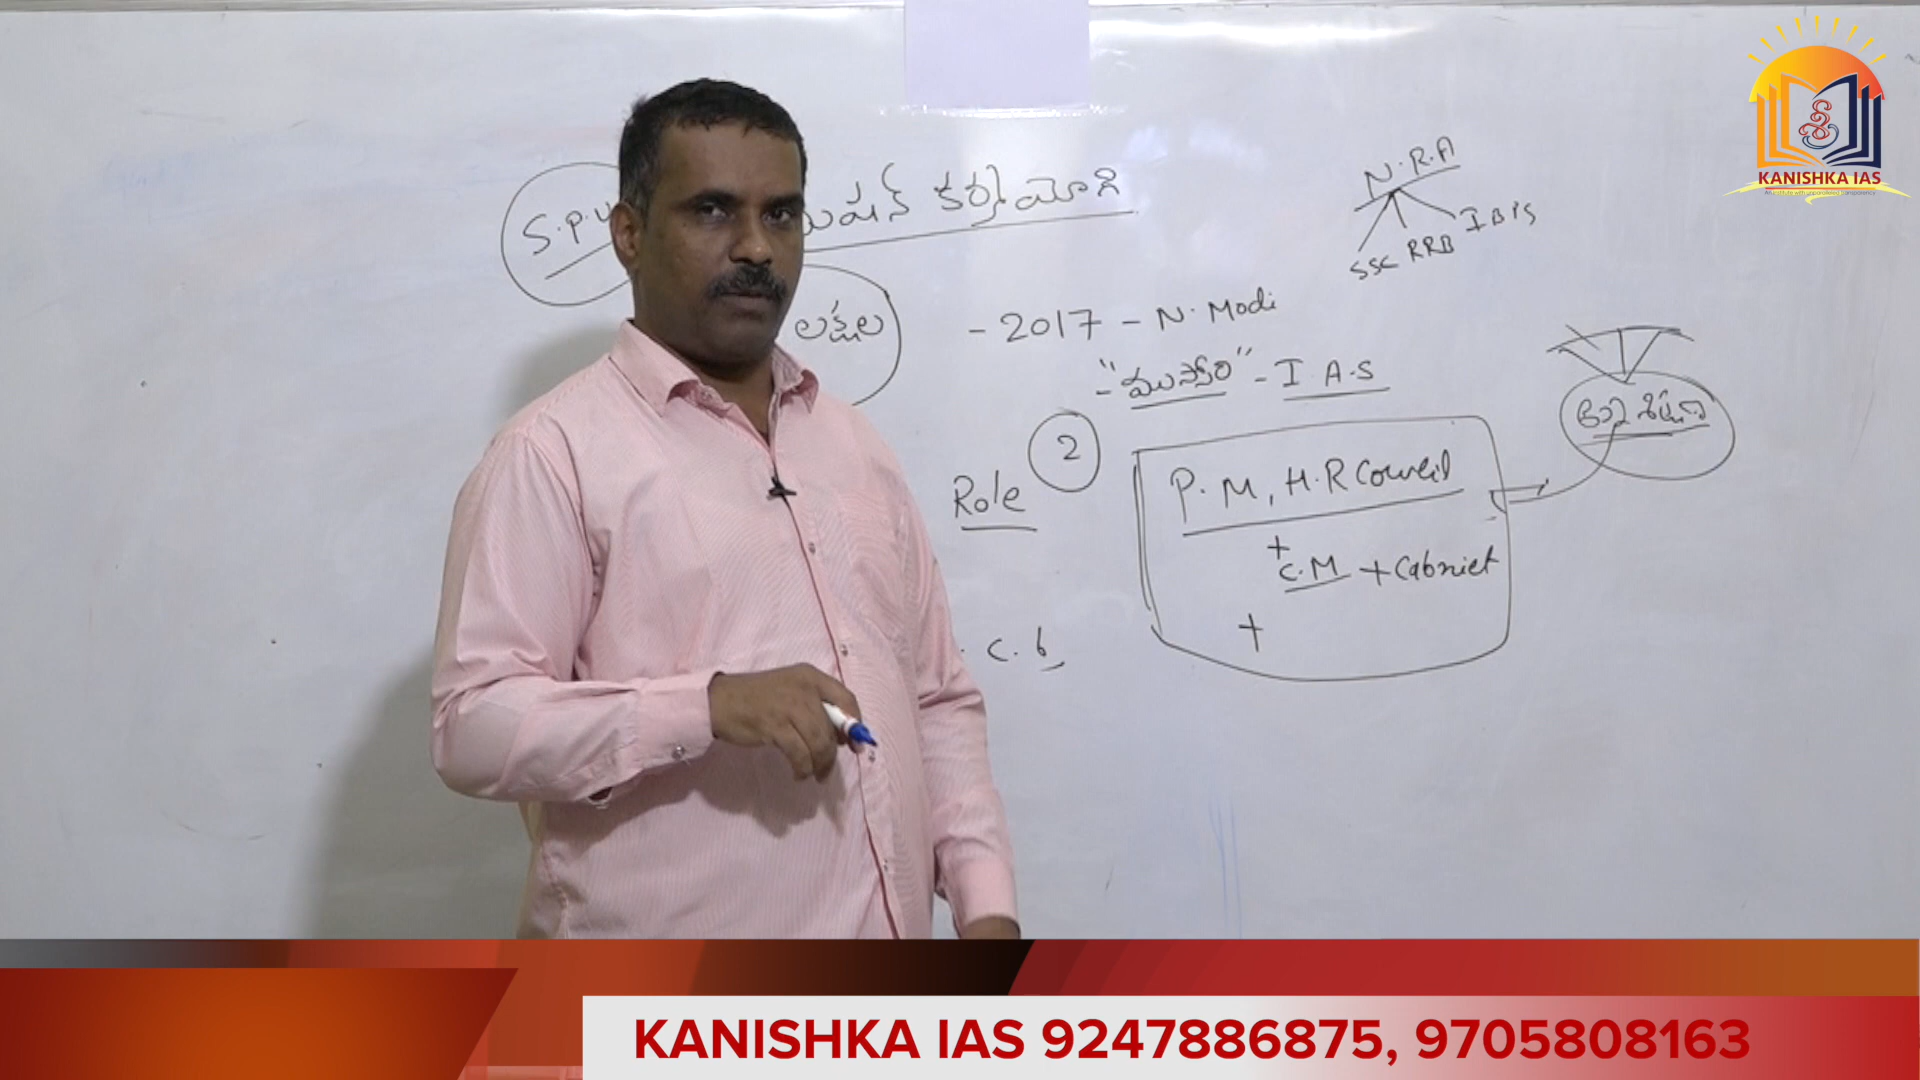 S.P.V
మిషన్ కర్మయోగి
N.R.A
SSC RRB IBPS
లక్షల
- 2017 - N. Modi
- "ముస్సోరి" - I A.S
Role
2
P.M, H.R Council
+
C.M + Cabniet
+
C. b
KANISHKA IAS
KANISHKA IAS 9247886875, 9705808163